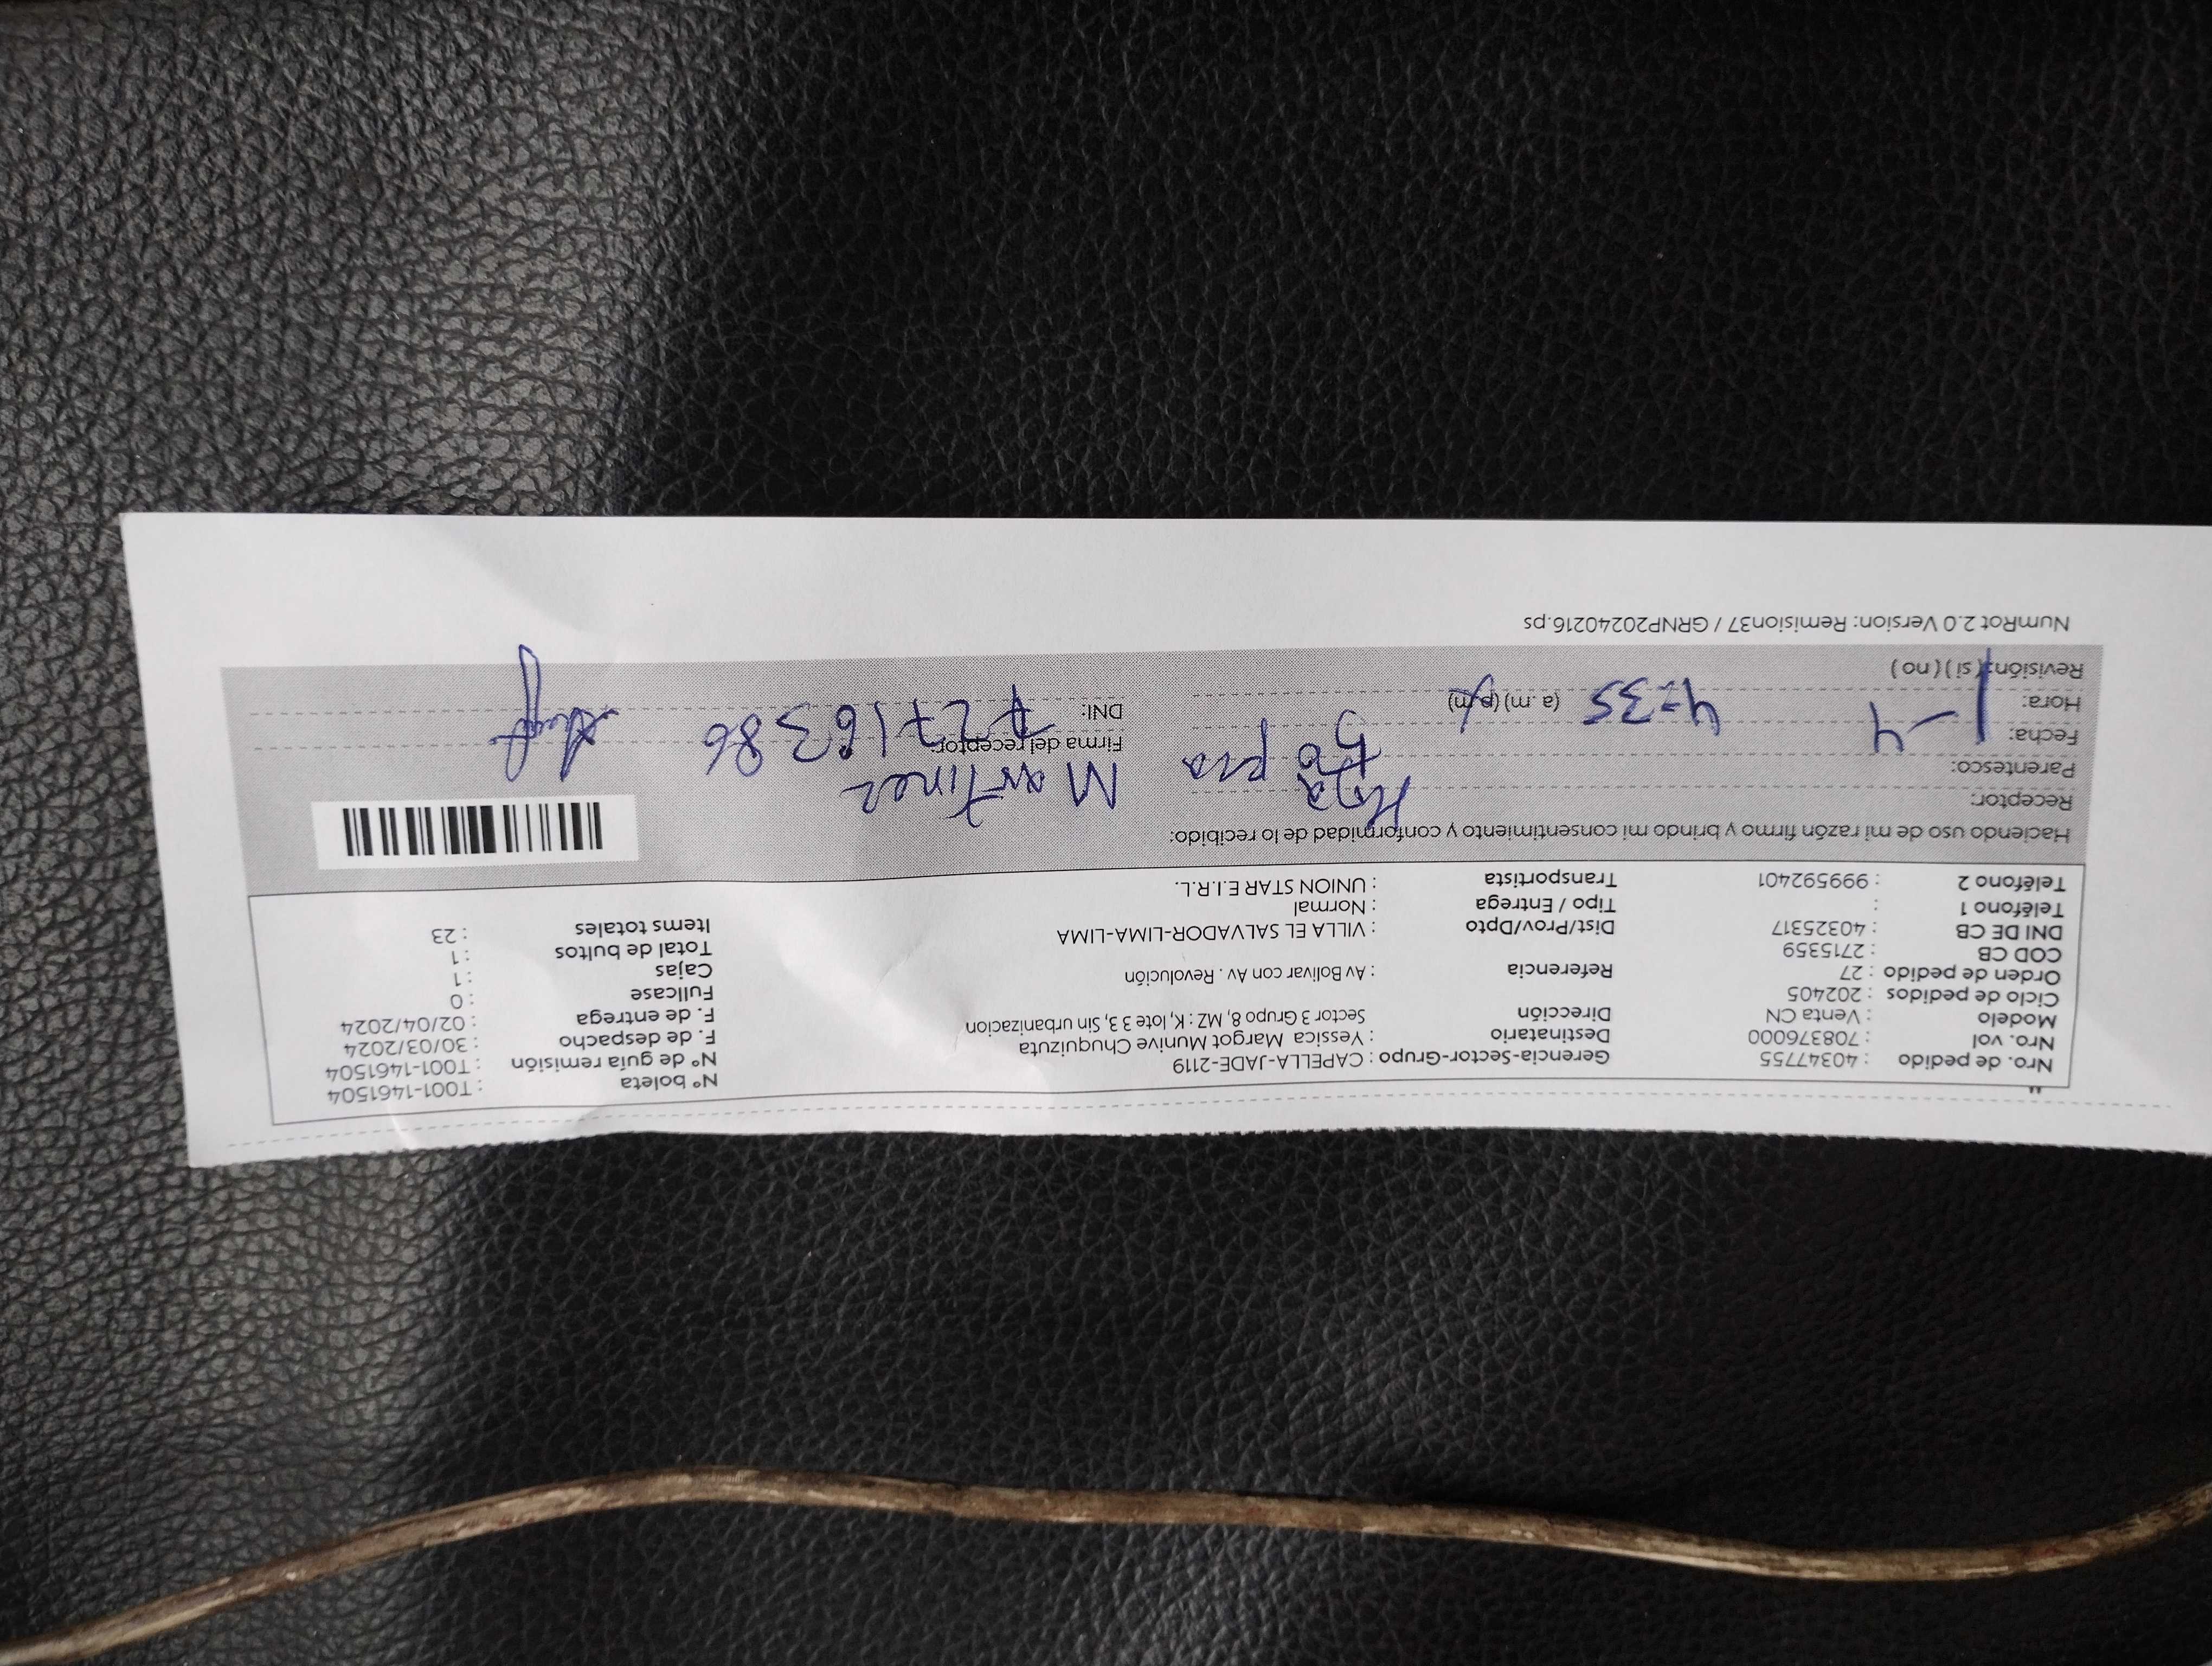 Nro. de pedido : 40347755 Gerencia-Sector-Grupo : CAPELLA-JADE-2119 N° boleta : T001-1461504
Nro. vol : 708376000 Destinatario : Yessica Margot Munive Chuquizuta N° de guía remisión : T001-1461504
Modelo : Venta CN Dirección Sector 3 Grupo 8, MZ : K, lote 3 3, Sin urbanizacion F. de despacho : 30/03/2024
Ciclo de pedidos : 202405 F. de entrega : 02/04/2024
Orden de pedido : 27 Referencia : Av Bolivar con Av . Revolución Fullcase : 0
COD CB : 2715359 Cajas : 1
DNI DE CB : 40325317 Dist/Prov/Dpto : VILLA EL SALVADOR-LIMA-LIMA Total de bultos : 1
Teléfono 1 : Tipo / Entrega : Normal Items totales : 23
Teléfono 2 : 999592401 Transportista : UNION STAR E.I.R.L.
Haciendo uso de mi razón firmo y brindo mi consentimiento y conformidad de lo recibido:
Receptor: Martinez
Parentesco:
Fecha: 1-4 Firma del receptor:
Hora: 4:35 (a .m) (p.m) DNI: 27116386
Revisión: ( si ) ( no )
NumRot 2.0 Version: Remision37 / GRNP20240216.ps